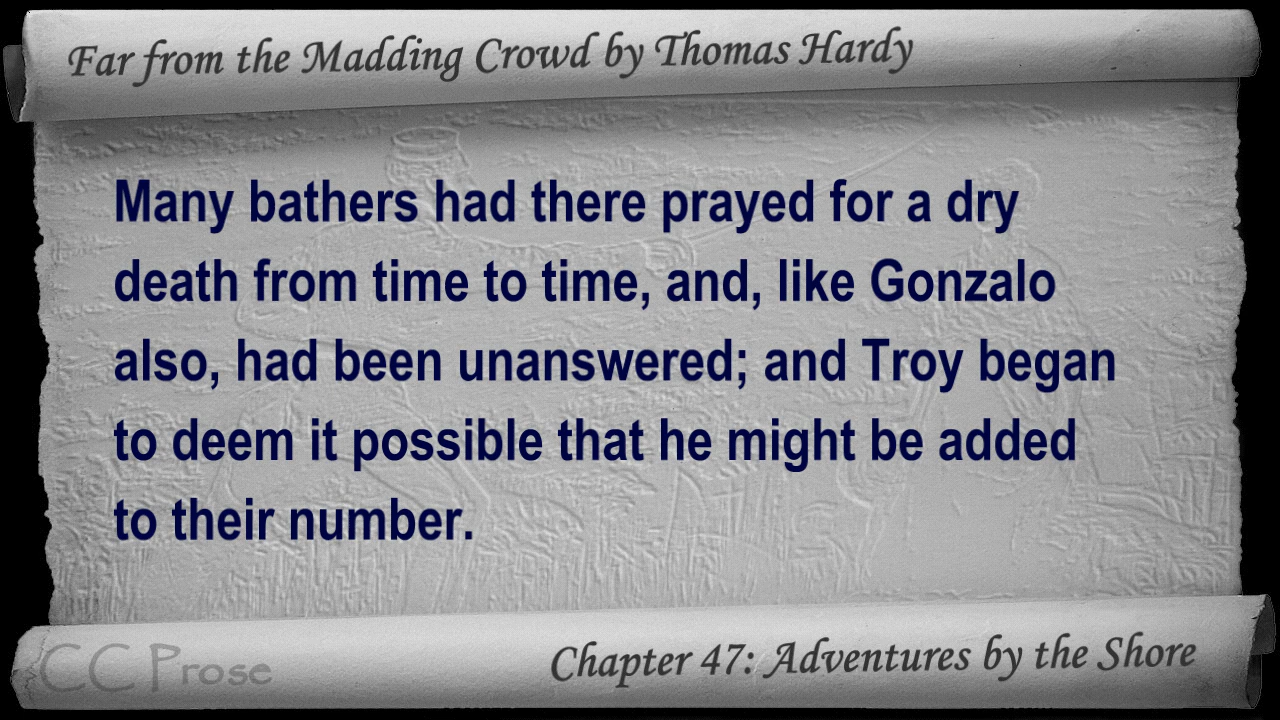 Far from the Madding Crowd by Thomas Hardy
Many bathers had there prayed for a dry
death from time to time, and, like Gonzalo
also, had been unanswered; and Troy began
to deem it possible that he might be added
to their number.
CC Prose
Chapter 47: Adventures by the Shore